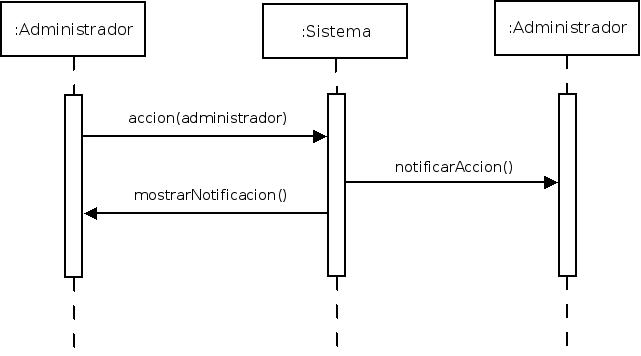 :Administrador
:Sistema
:Administrador
accion(administrador)
notificarAccion()
mostrarNotificacion()